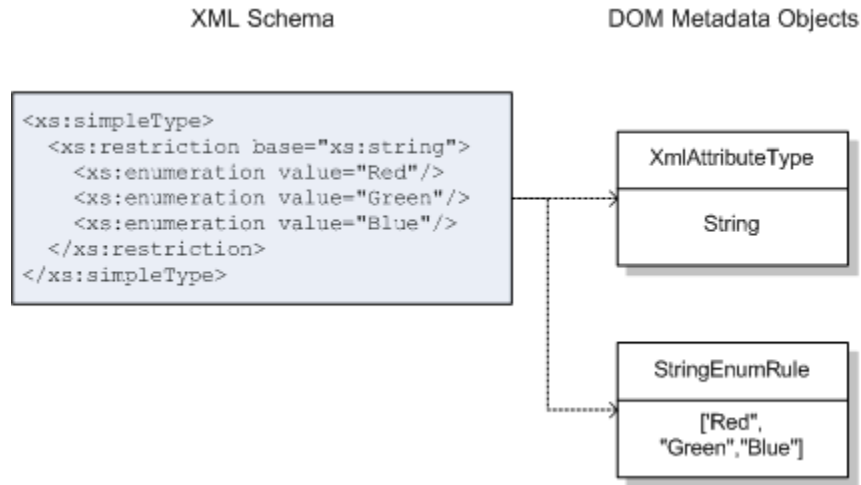 XML Schema
DOM Metadata Objects
<xs:simpleType>
  <xs:restriction base="xs:string">
    <xs:enumeration value="Red"/>
    <xs:enumeration value="Green"/>
    <xs:enumeration value="Blue"/>
  </xs:restriction>
</xs:simpleType>
XmlAttributeType
String
StringEnumRule
['Red",
"Green","Blue"]